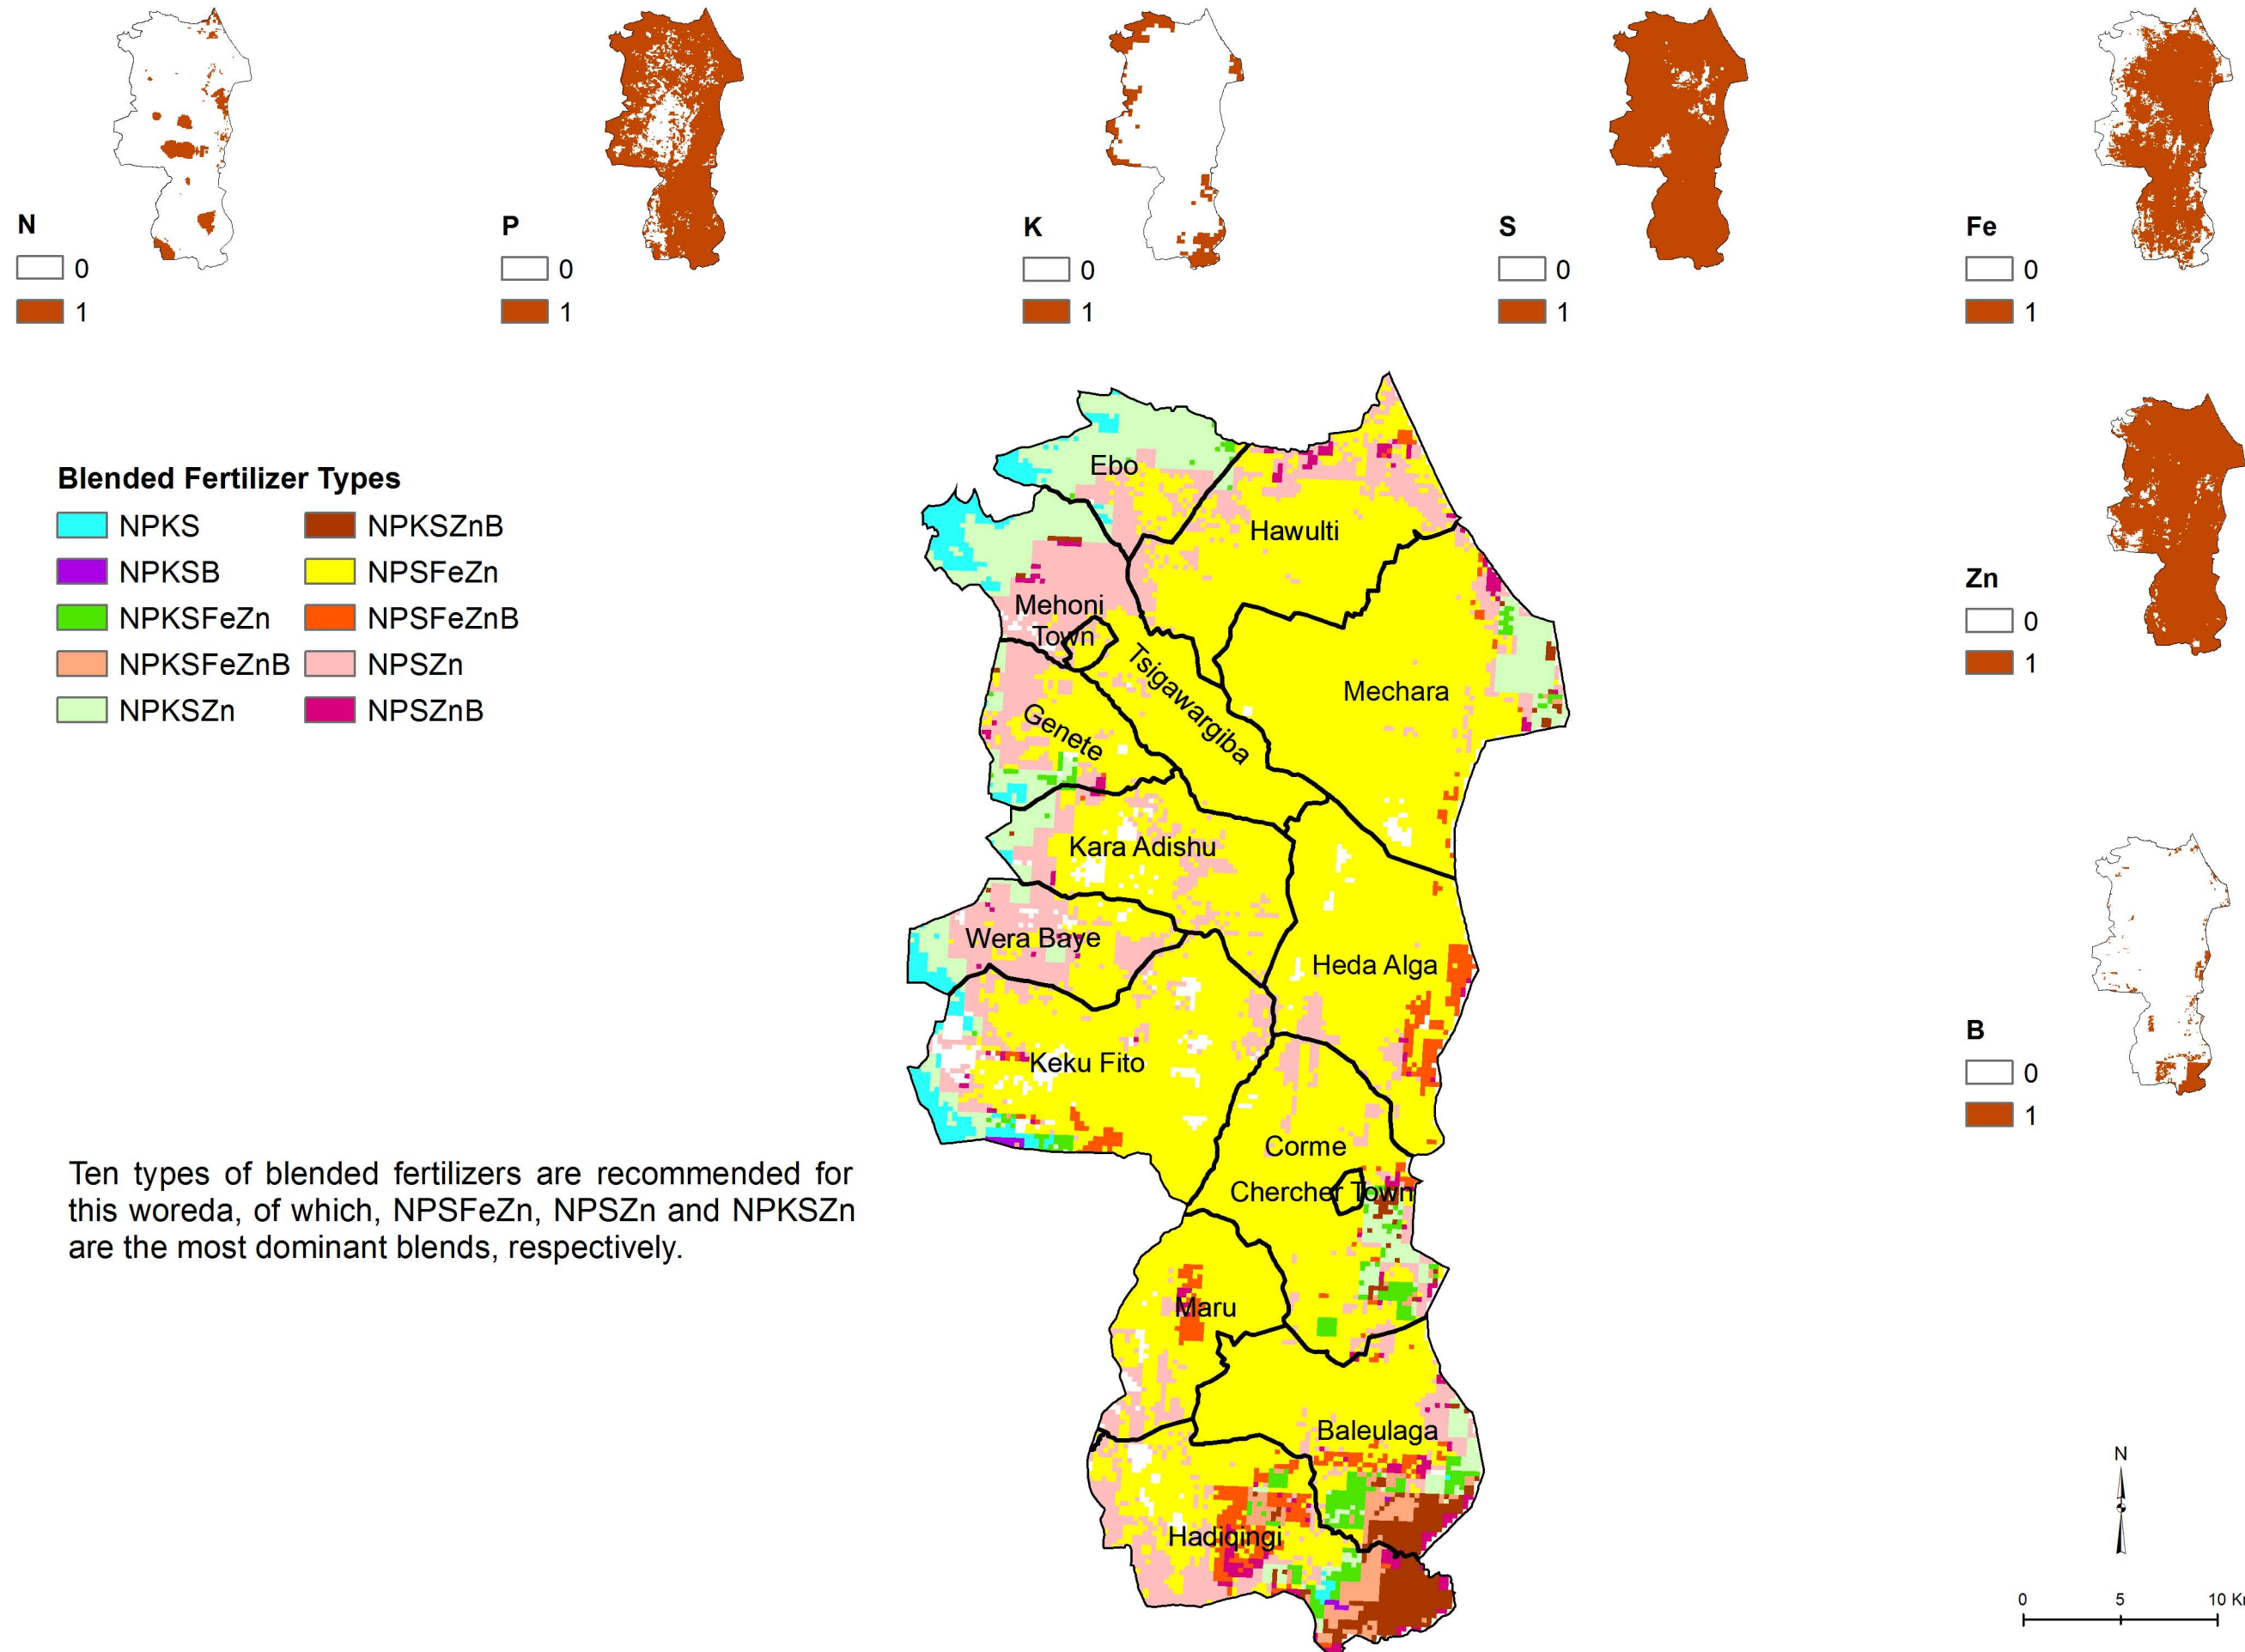 N
0
1
P
0
1
K
0
1
S
0
1
Fe
0
1
Zn
0
1
B
0
1
Blended Fertilizer Types
NPKS
NPKSB
NPKSFeZn
NPKSFeZnB
NPKSZn
NPKSZnB
NPSFeZn
NPSFeZnB
NPSZn
NPSZnB
Ebo
Hawulti
Mehoni
Town
Tsigawargiba
Mechara
Genete
Kara Adishu
Wera Baye
Heda Alga
Keku Fito
Corme
Chercher Town
Maru
Baleulaga
Hadiqingi
Ten types of blended fertilizers are recommended for
this woreda, of which, NPSFeZn, NPSZn and NPKSZn
are the most dominant blends, respectively.
N
0 5 10